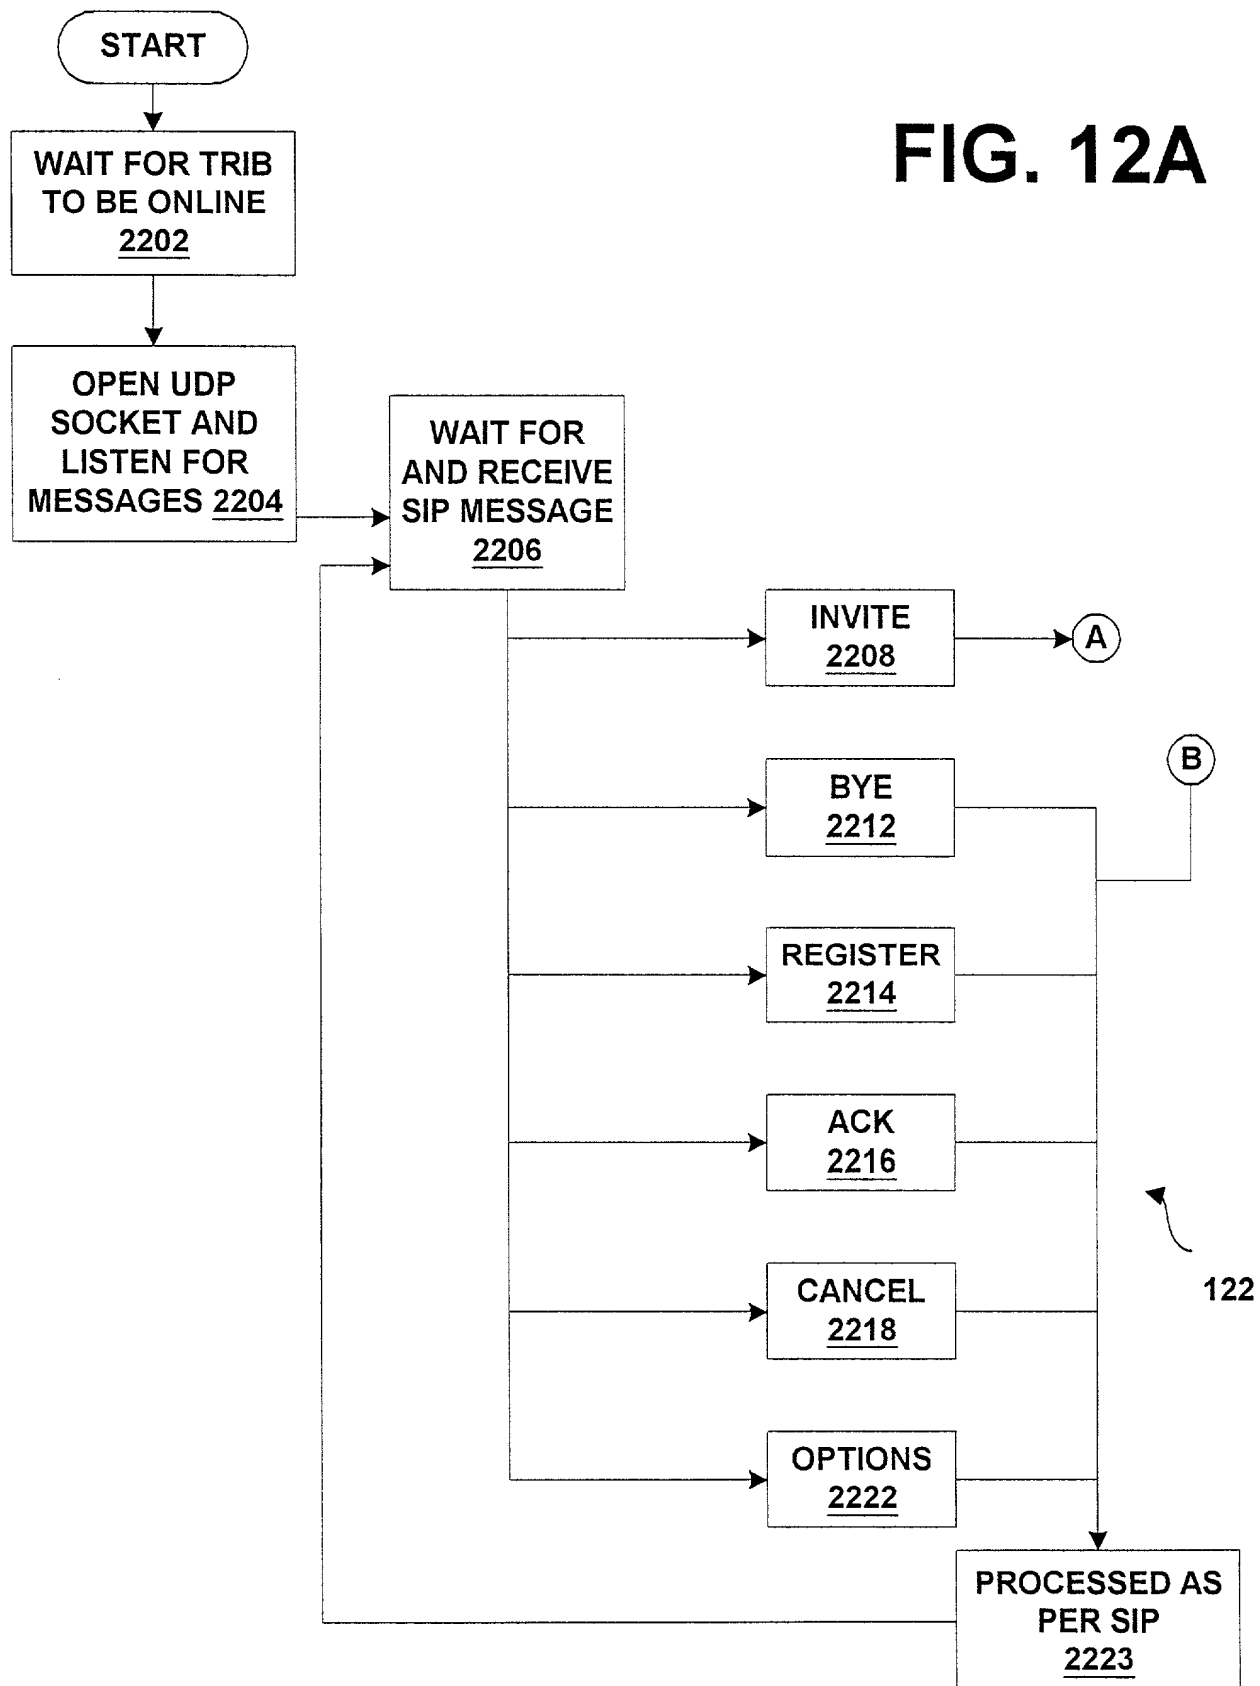 START
FIG. 12A
WAIT FOR TRIB
TO BE ONLINE
2202
OPEN UDP
SOCKET AND
LISTEN FOR
MESSAGES 2204
WAIT FOR
AND RECEIVE
SIP MESSAGE
2206
INVITE
2208
A
B
BYE
2212
REGISTER
2214
ACK
2216
122
CANCEL
2218
OPTIONS
2222
PROCESSED AS
PER SIP
2223